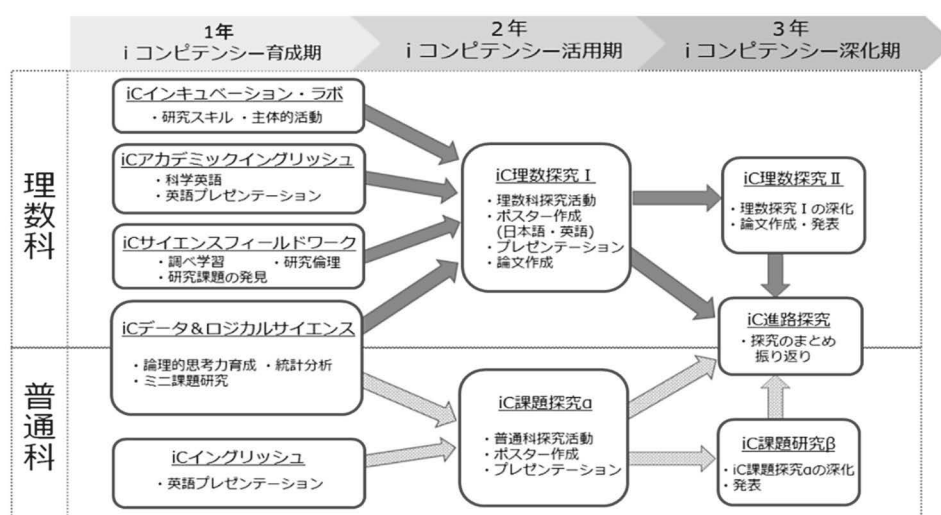 1年
i コンピテンシー育成期
2年
i コンピテンシー活用期
3年
i コンピテンシー深化期
理数科
iCインキュベーション・ラボ
・研究スキル ・主体的活動
iCアカデミックイングリッシュ
・科学英語
・英語プレゼンテーション
iCサイエンスフィールドワーク
・調べ学習 ・研究倫理
・研究課題の発見
iCデータ＆ロジカルサイエンス
・論理的思考力育成 ・統計分析
・ミニ課題研究
iC理数探究Ⅰ
・理数科探究活動
・ポスター作成
(日本語・英語)
・プレゼンテーション
・論文作成
iC理数探究Ⅱ
・理数探究Ⅰの深化
・論文作成・発表
iC進路探究
・探究のまとめ
振り返り
普通科
iCイングリッシュ
・英語プレゼンテーション
iC課題探究α
・普通科探究活動
・ポスター作成
・プレゼンテーション
iC課題研究β
・iC課題探究αの深化
・発表